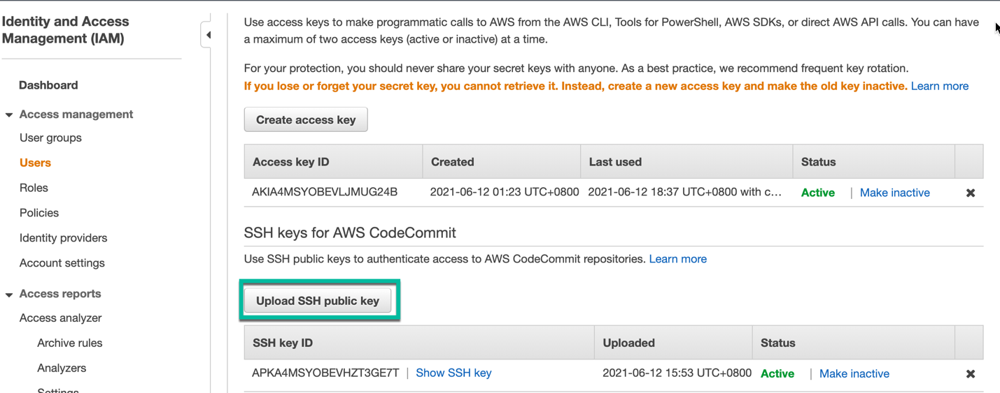 Identity and Access
Management (IAM)
Dashboard
Access management
User groups
Users
Roles
Policies
Identity providers
Account settings
Access reports
Access analyzer
Archive rules
Analyzers
Settings
Use access keys to make programmatic calls to AWS from the AWS CLI, Tools for PowerShell, AWS SDKs, or direct AWS API calls. You can have
a maximum of two access keys (active or inactive) at a time.
For your protection, you should never share your secret keys with anyone. As a best practice, we recommend frequent key rotation.
If you lose or forget your secret key, you cannot retrieve it. Instead, create a new access key and make the old key inactive. Learn more
Create access key
Access key ID Created Last used Status
AKIA4MSYOBEVLJMUG24B 2021-06-12 01:23 UTC+0800 2021-06-12 18:37 UTC+0800 with c… Active | Make inactive
SSH keys for AWS CodeCommit
Use SSH public keys to authenticate access to AWS CodeCommit repositories. Learn more
Upload SSH public key
SSH key ID Uploaded Status
APKA4MSYOBEVHZT3GE7T | Show SSH key 2021-06-12 15:53 UTC+0800 Active | Make inactive